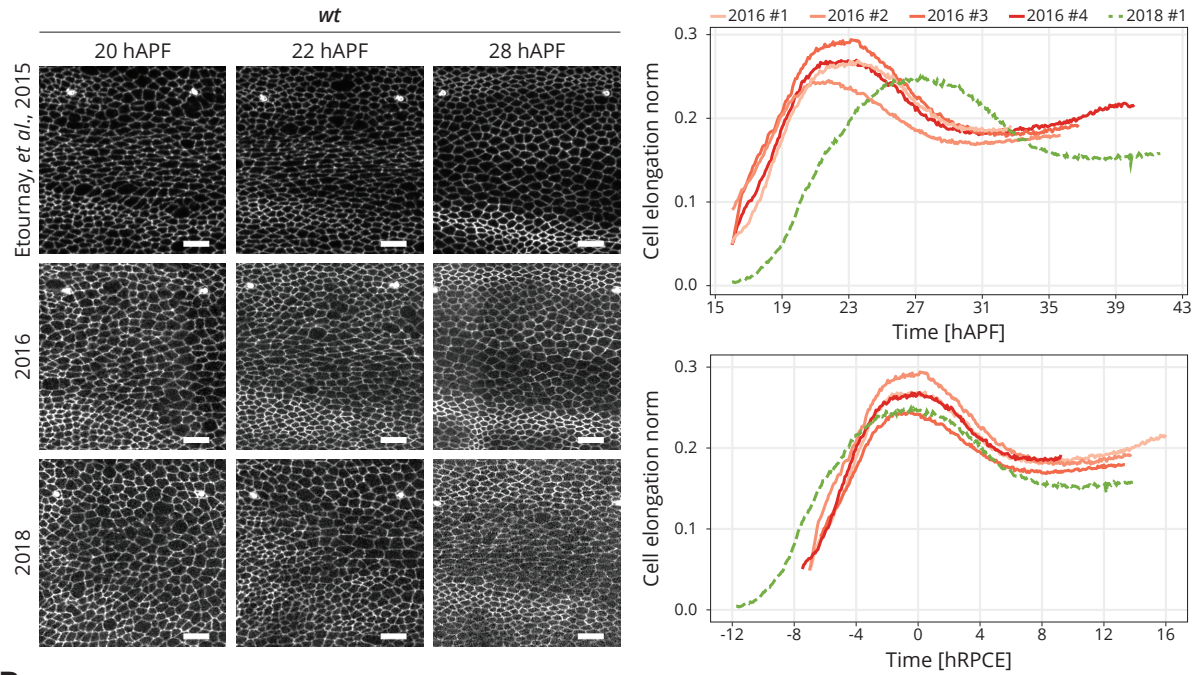 wt
20 hAPF 22 hAPF 28 hAPF
Etournay, et al., 2015
2016
2018
2016 #1 2016 #2 2016 #3 2016 #4 2018 #1
Cell elongation norm
0.3
0.2
0.1
0.0
15 19 23 27 31 35 39 43
Time [hAPF]
Cell elongation norm
0.3
0.2
0.1
0.0
-12 -8 -4 0 4 8 12 16
Time [hRPCE]